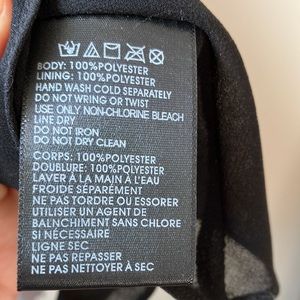 BODY: 100%POLYESTER
LINING: 100%POLYESTER
HAND WASH COLD SEPARATELY
DO NOT WRING OR TWIST
USE ONLY NON-CHLORINE BLEACH
LINE DRY
DO NOT IRON
DO NOT DRY CLEAN
CORPS: 100%POLYESTER
DOUBLURE: 100%POLYESTER
LAVER À LA MAIN À L'EAU
FROIDE SÉPARÉMENT
NE PAS TORDE OU ESSORER
UTILISER UN AGENT DE
BALNCHIMENT SANS CHLORE
SI NÉCESSAIRE
LIGNE SEC
NE PAS REPASSER
NE PAS NETTOYER À SEC